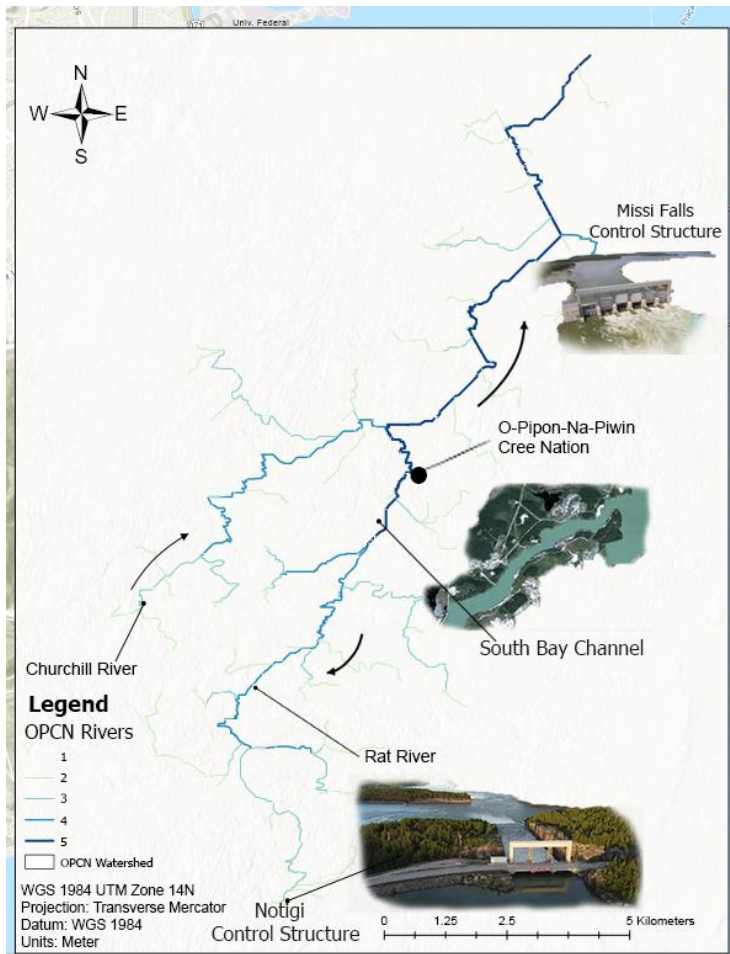 071
Univ. Federal
N
W E
S
Missi Falls
Control Structure
O-Pipon-Na-Piwin
Cree Nation
South Bay Channel
Churchill River
Rat River
Legend
OPCN Rivers
1
2
3
4
5
OPCN Watershed
WGS 1984 UTM Zone 14N
Projection: Transverse Mercator
Datum: WGS 1984
Units: Meter
Notigi
Control Structure
0 1.25 2.5 5 Kilometers